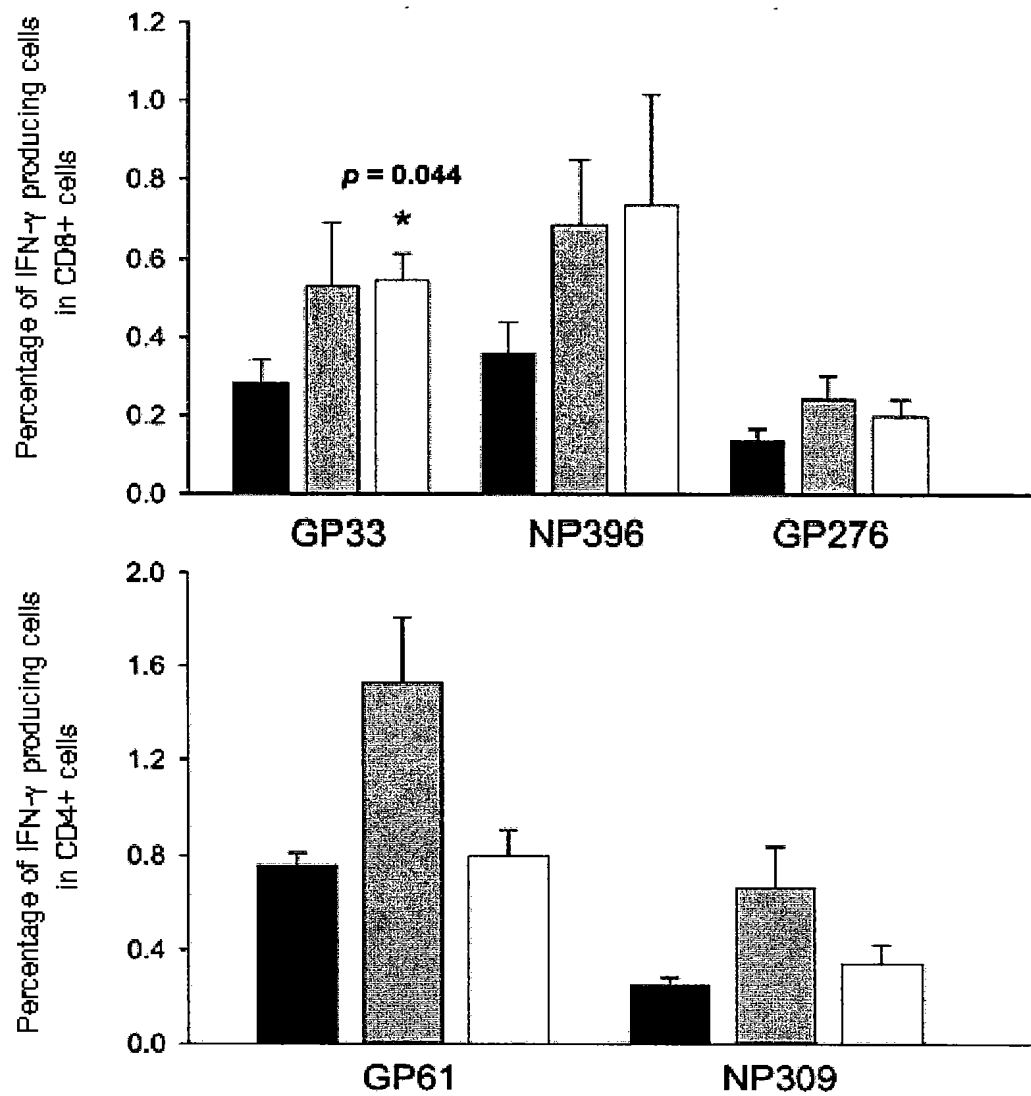 Percentage of IFN-γ producing cells
in CD8+ cells
1.2
1.0
0.8
0.6
0.4
0.2
0.0
p = 0.044
*
GP33 NP396 GP276
Percentage of IFN-γ producing cells
in CD4+ cells
2.0
1.6
1.2
0.8
0.4
0.0
GP61 NP309